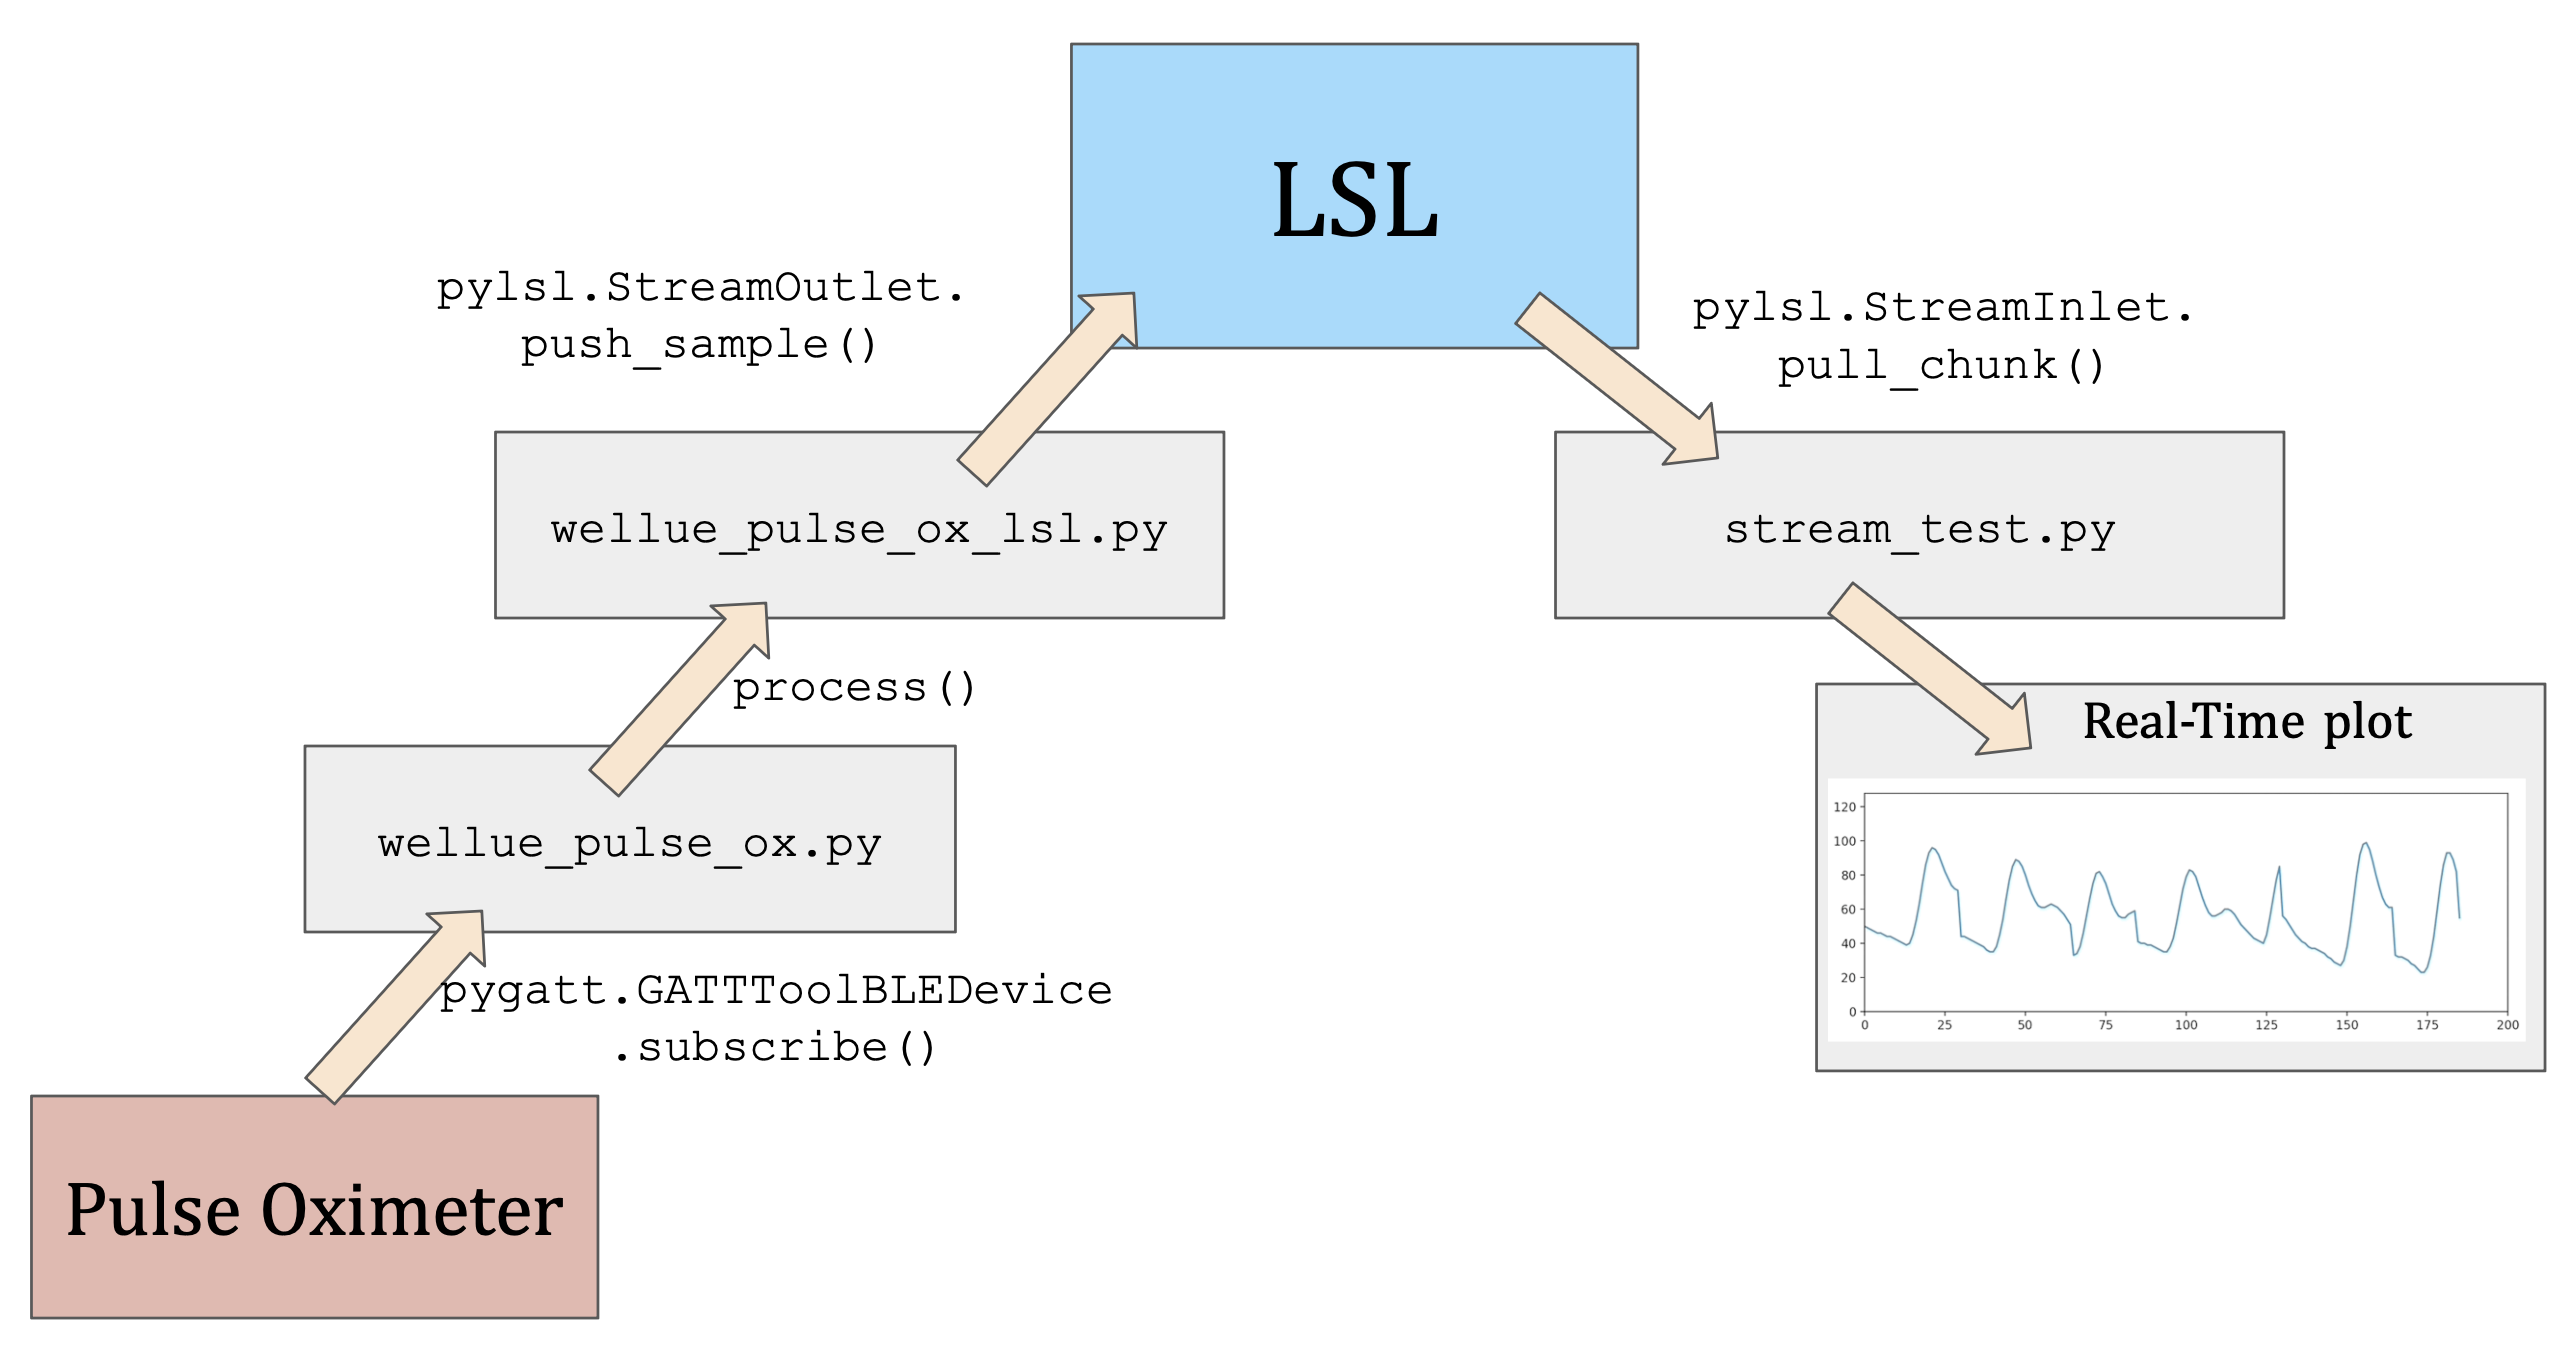 LSL
pylsl.StreamOutlet.
push_sample()
pylsl.StreamInlet.
pull_chunk()
wellue_pulse_ox_lsl.py
stream_test.py
process()
Real-Time plot
wellue_pulse_ox.py
120
100
80
60
40
20
0
0 25 50 75 100 125 150 175 200
pygatt.GATTToolBLEDevice
.subscribe()
Pulse Oximeter